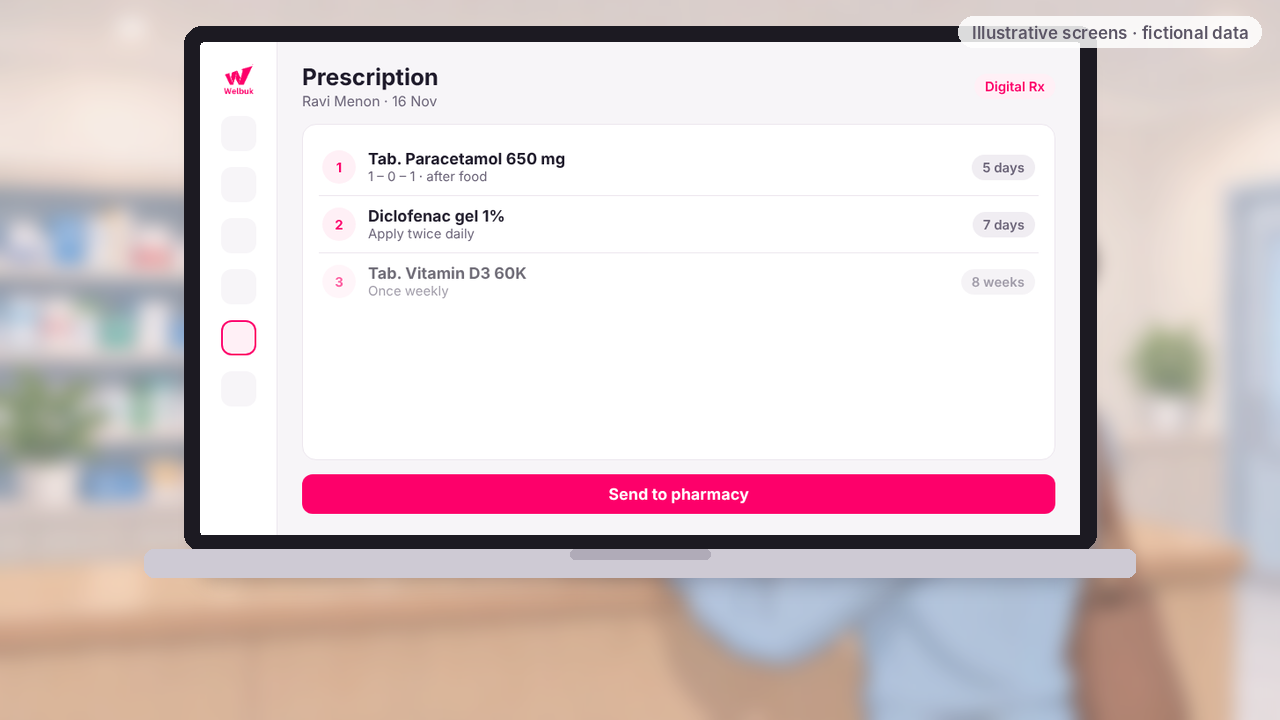 Illustrative screens · fictional data
Welbuk
Prescription
Ravi Menon · 16 Nov
Digital Rx
1
Tab. Paracetamol 650 mg
1 – 0 – 1 · after food
5 days
2
Diclofenac gel 1%
Apply twice daily
7 days
3
Tab. Vitamin D3 60K
Once weekly
8 weeks
Send to pharmacy